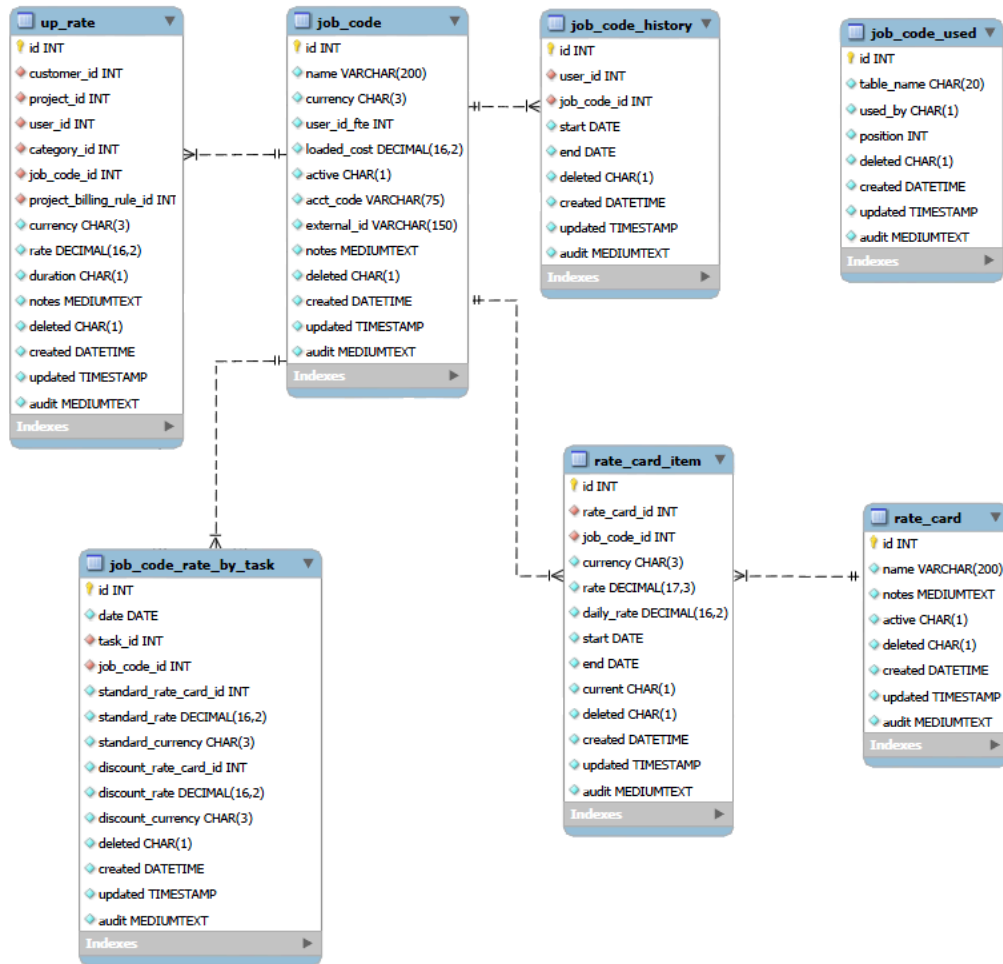 up_rate
id INT
customer_id INT
project_id INT
user_id INT
category_id INT
job_code_id INT
project_billing_rule_id INT
currency CHAR(3)
rate DECIMAL(16,2)
duration CHAR(1)
notes MEDIUMTEXT
deleted CHAR(1)
created DATETIME
updated TIMESTAMP
audit MEDIUMTEXT
Indexes
job_code
id INT
name VARCHAR(200)
currency CHAR(3)
user_id_fte INT
loaded_cost DECIMAL(16,2)
active CHAR(1)
acct_code VARCHAR(75)
external_id VARCHAR(150)
notes MEDIUMTEXT
deleted CHAR(1)
created DATETIME
updated TIMESTAMP
audit MEDIUMTEXT
Indexes
job_code_history
id INT
user_id INT
job_code_id INT
start DATE
end DATE
deleted CHAR(1)
created DATETIME
updated TIMESTAMP
audit MEDIUMTEXT
Indexes
job_code_used
id INT
table_name CHAR(20)
used_by CHAR(1)
position INT
deleted CHAR(1)
created DATETIME
updated TIMESTAMP
audit MEDIUMTEXT
Indexes
job_code_rate_by_task
id INT
date DATE
task_id INT
job_code_id INT
standard_rate_card_id INT
standard_rate DECIMAL(16,2)
standard_currency CHAR(3)
discount_rate_card_id INT
discount_rate DECIMAL(16,2)
discount_currency CHAR(3)
deleted CHAR(1)
created DATETIME
updated TIMESTAMP
audit MEDIUMTEXT
Indexes
rate_card_item
id INT
rate_card_id INT
job_code_id INT
currency CHAR(3)
rate DECIMAL(17,3)
daily_rate DECIMAL(16,2)
start DATE
end DATE
current CHAR(1)
deleted CHAR(1)
created DATETIME
updated TIMESTAMP
audit MEDIUMTEXT
Indexes
rate_card
id INT
name VARCHAR(200)
notes MEDIUMTEXT
active CHAR(1)
deleted CHAR(1)
created DATETIME
updated TIMESTAMP
audit MEDIUMTEXT
Indexes